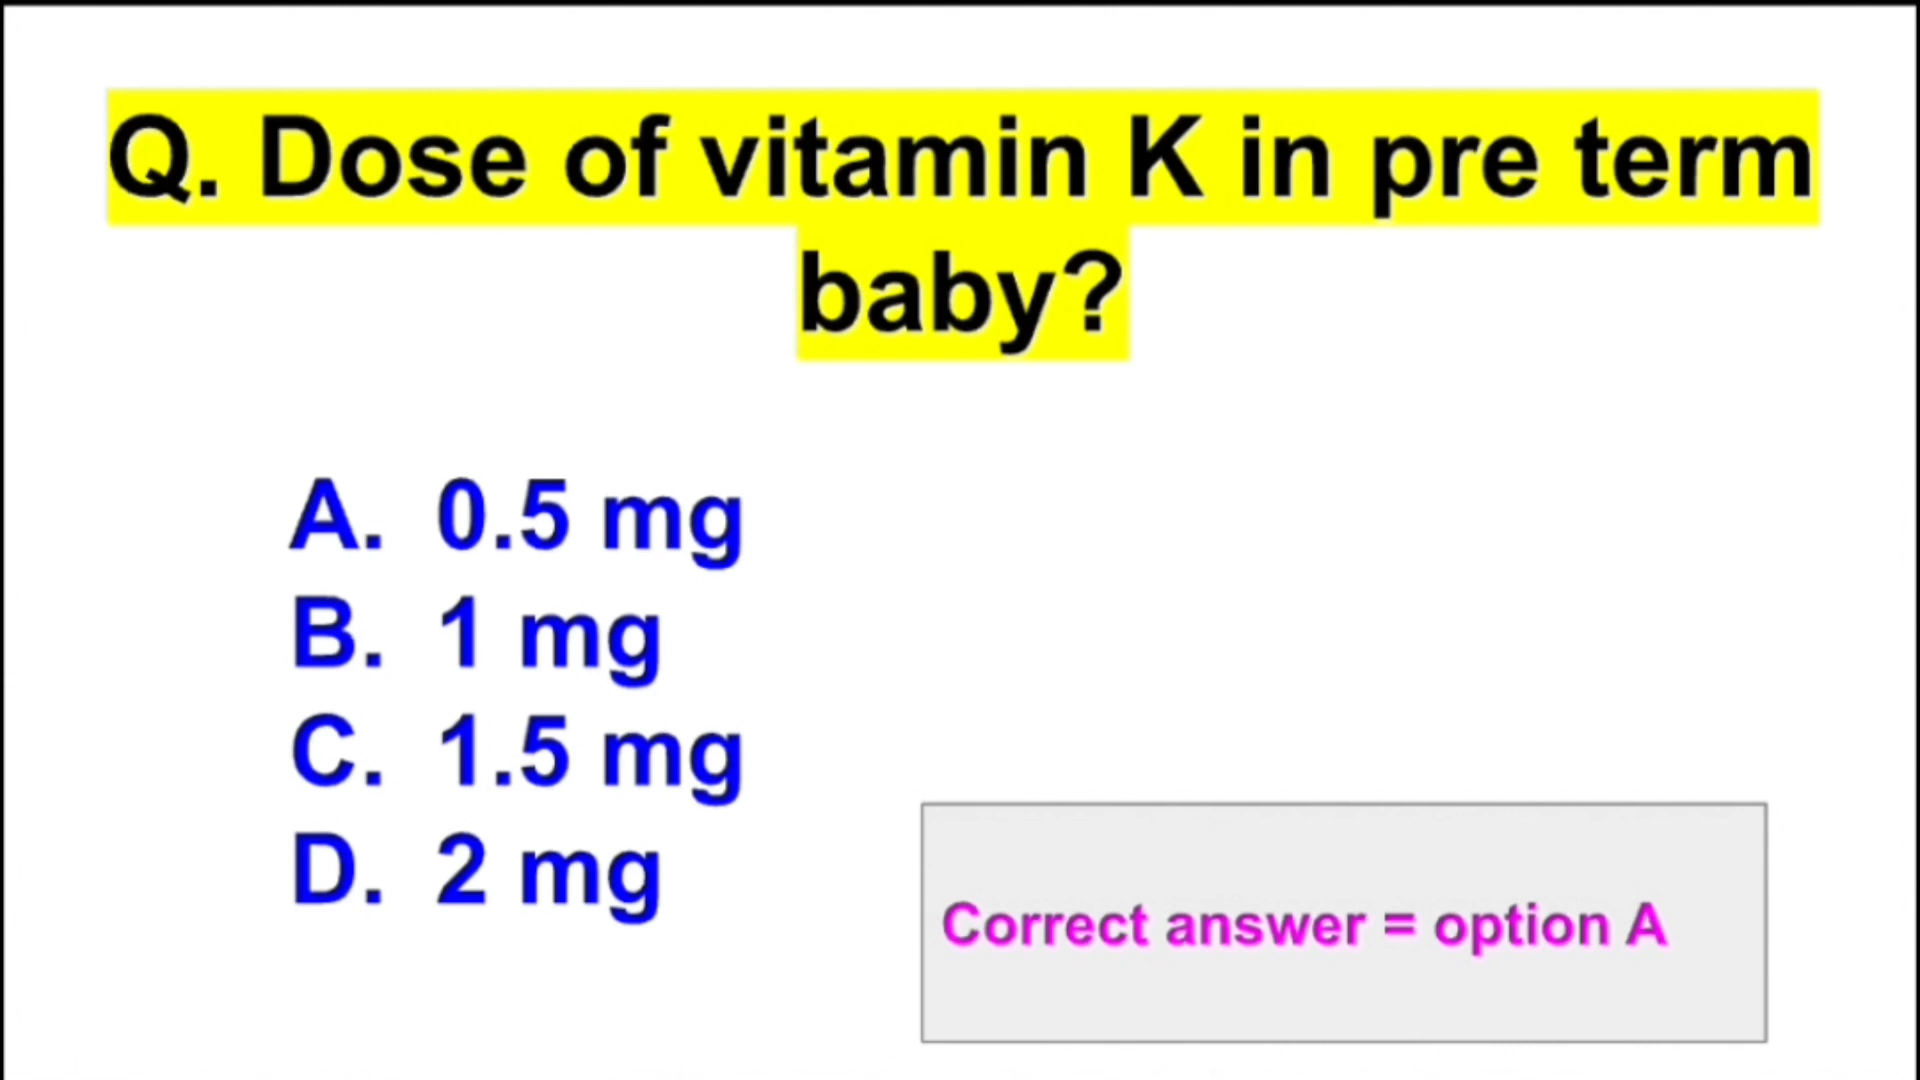 Q. Dose of vitamin K in pre term
baby?
A. 0.5 mg
B. 1 mg
C. 1.5 mg
D. 2 mg
Correct answer = option A